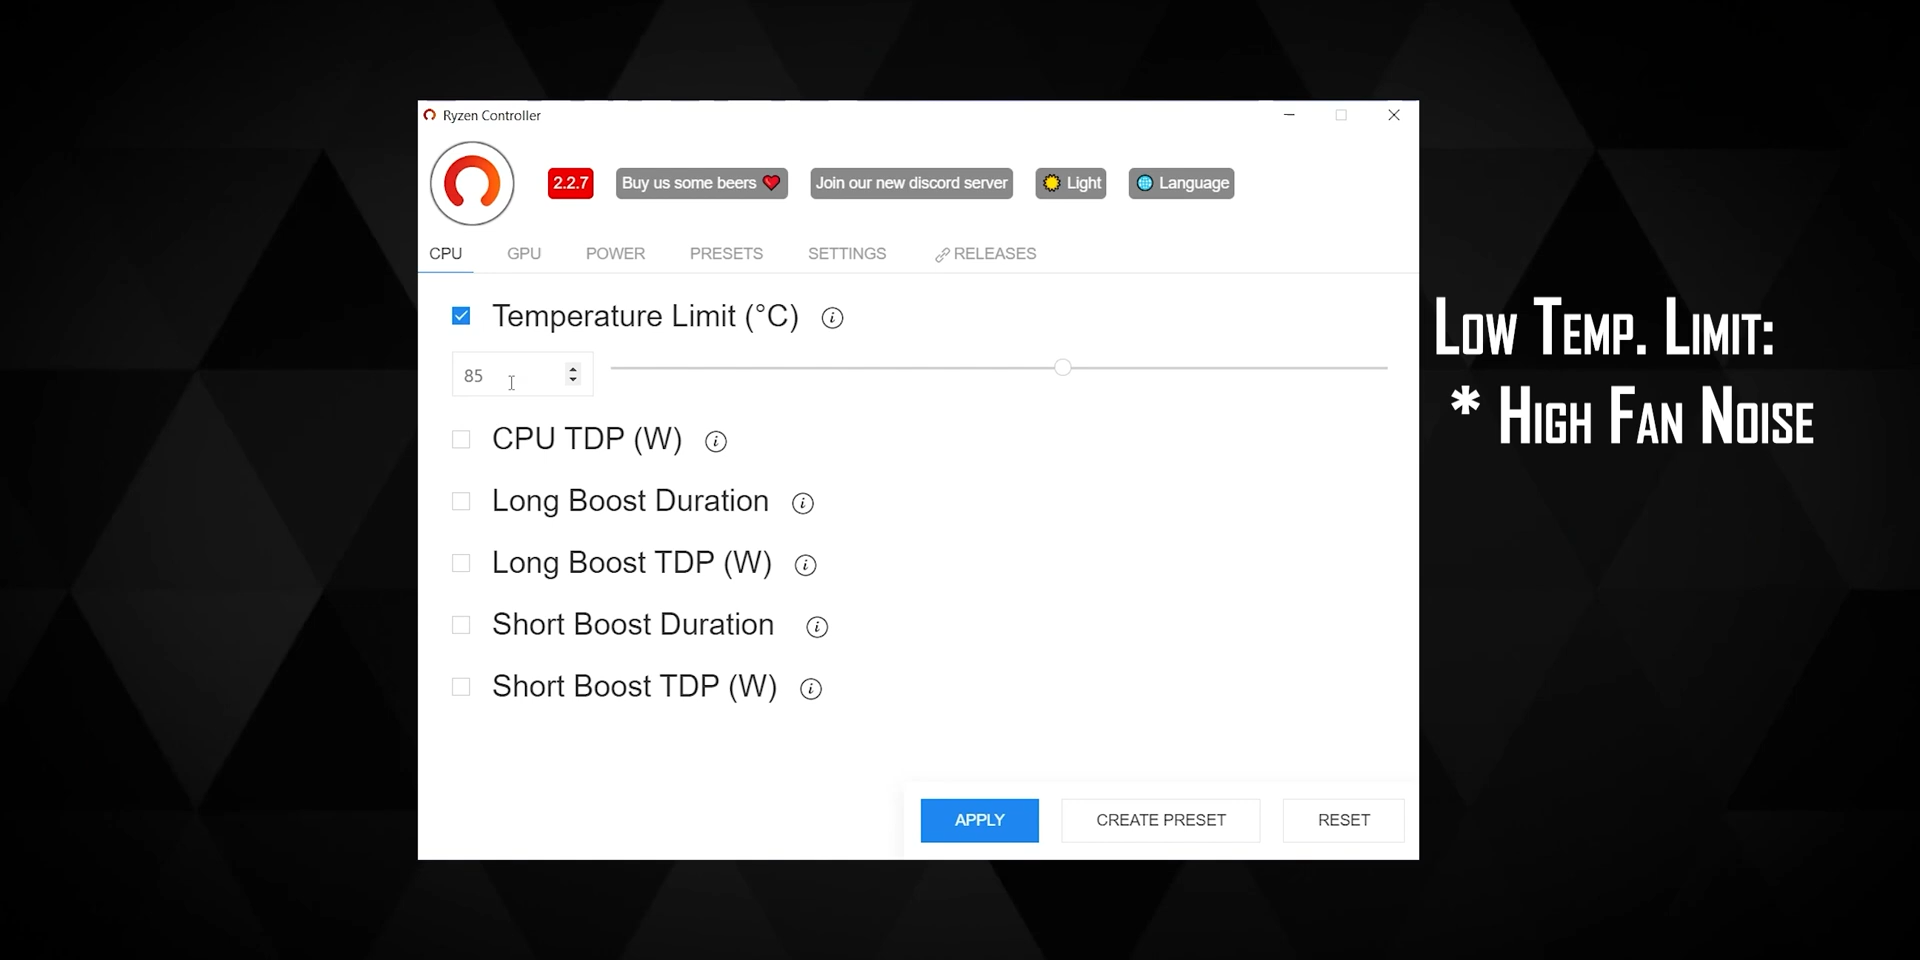 Ryzen Controller
2.2.7 Buy us some beers Join our new discord server Light Language
CPU GPU POWER PRESETS SETTINGS RELEASES
Temperature Limit (°C)
85
CPU TDP (W)
Long Boost Duration
Long Boost TDP (W)
Short Boost Duration
Short Boost TDP (W)
APPLY CREATE PRESET RESET
LOW TEMP. LIMIT:
* HIGH FAN NOISE